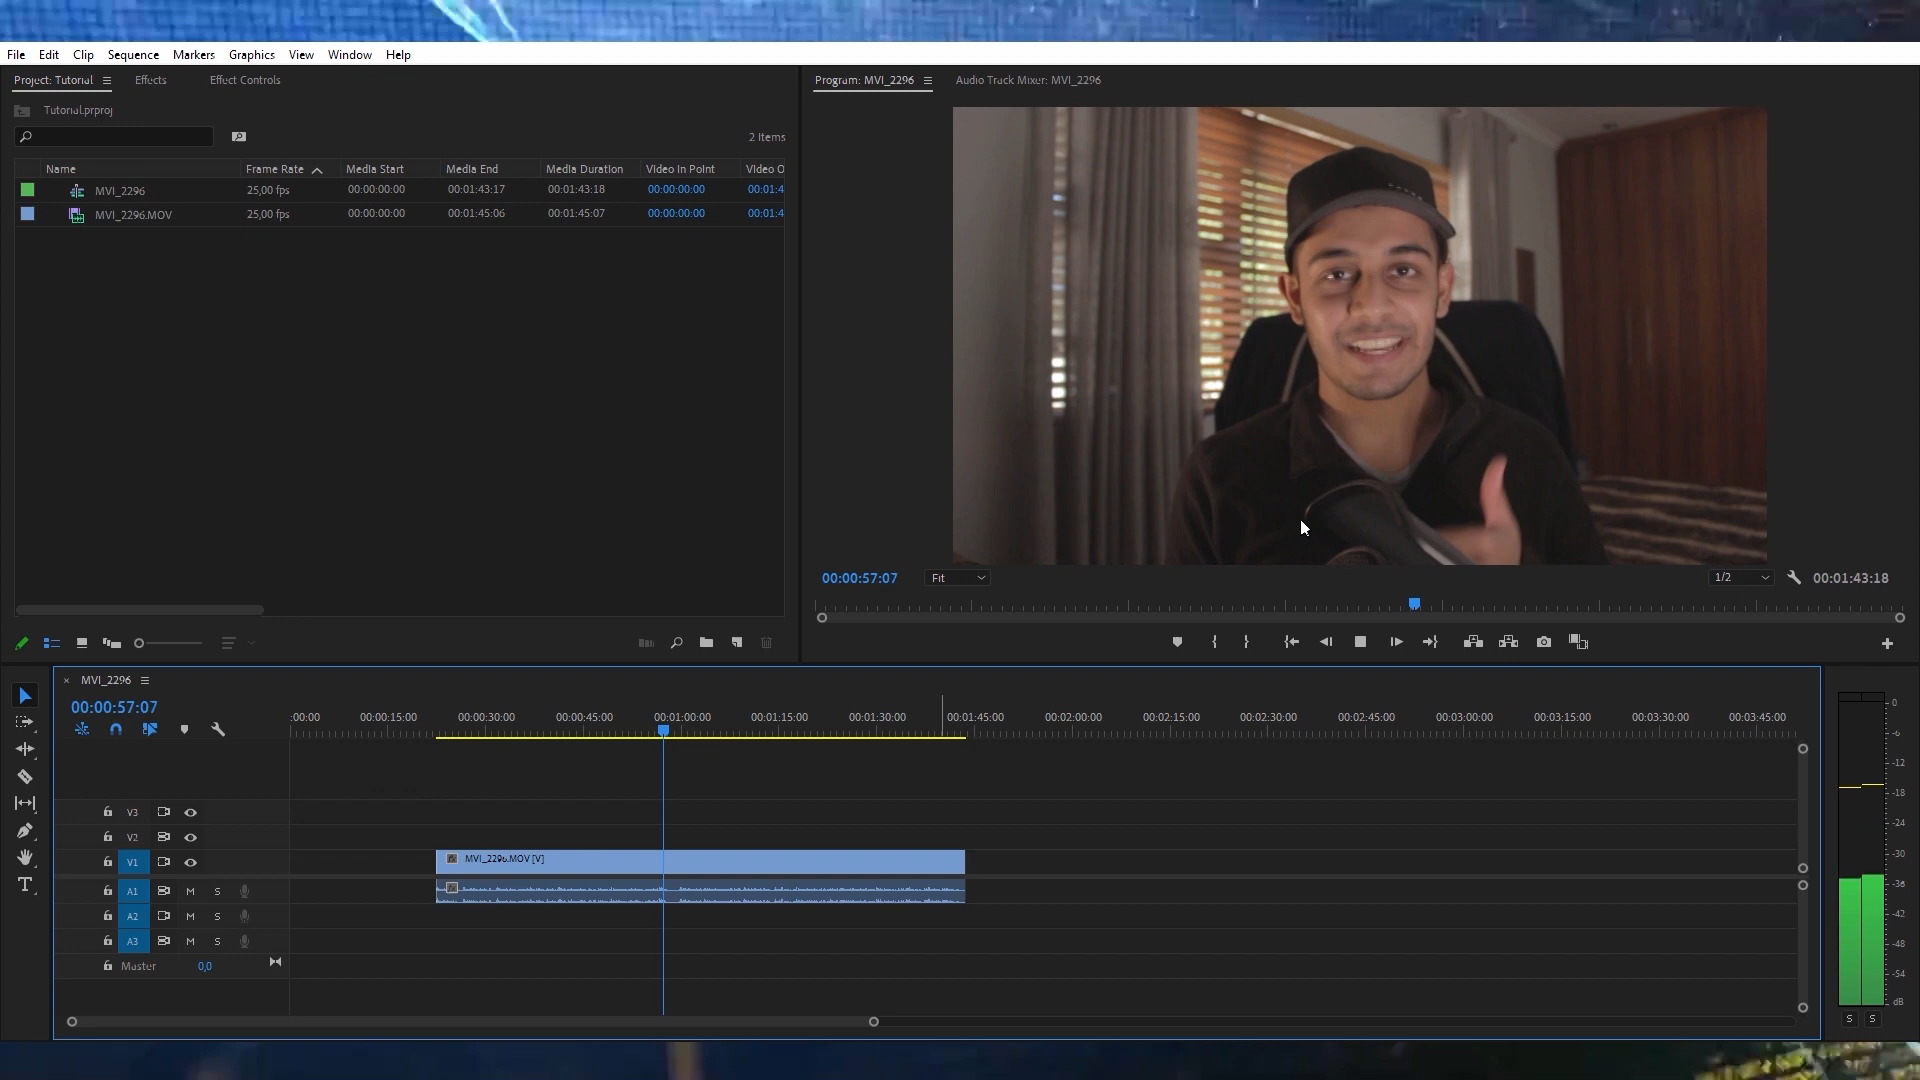 File Edit Clip Sequence Markers Graphics View Window Help
Project: Tutorial Effects Effect Controls
Tutorial.prproj
2 Items
Name Frame Rate Media Start Media End Media Duration Video In Point Video O
MVI_2296 25,00 fps 00:00:00:00 00:01:43:17 00:01:43:18 00:00:00:00 00:01:4
MVI_2296.MOV 25,00 fps 00:00:00:00 00:01:45:06 00:01:45:07 00:00:00:00 00:01:4
Program: MVI_2296 Audio Track Mixer: MVI_2296
00:00:57:07 Fit 1/2 00:01:43:18
× MVI_2296
00:00:57:07
:00:00 00:00:15:00 00:00:30:00 00:00:45:00 00:01:00:00 00:01:15:00 00:01:30:00 00:01:45:00 00:02:00:00 00:02:15:00 00:02:30:00 00:02:45:00 00:03:00:00 00:03:15:00 00:03:30:00 00:03:45:00
V3
V2
V1 MVI_2296.MOV [V]
A1 M S
A2 M S
A3 M S
Master 0,0
0
-6
-12
-18
-24
-30
-36
-42
-48
-54
dB
S S